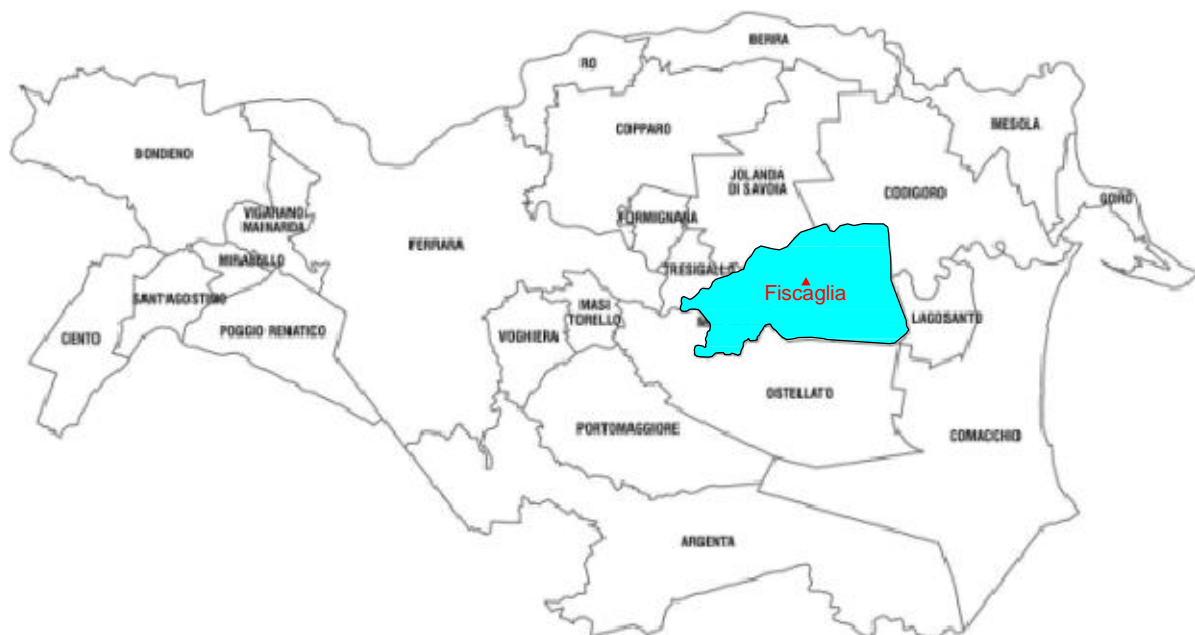 BERRA
RO
COPPARO
MESOLA
BONDENO
JOLANDA
DI SAVOIA
CODIGORO
GORO
VIGARANO
MAINARDA
FORMIGNANA
FERRARA
MIRABELLO
TRESIGALLO
SANT'AGOSTINO
Fiscaglia
MASI
TORELLO
M
LAGOSANTO
CENTO
POGGIO RENATICO
VOGHIERA
OSTELLATO
PORTOMAGGIORE
COMACCHIO
ARGENTA